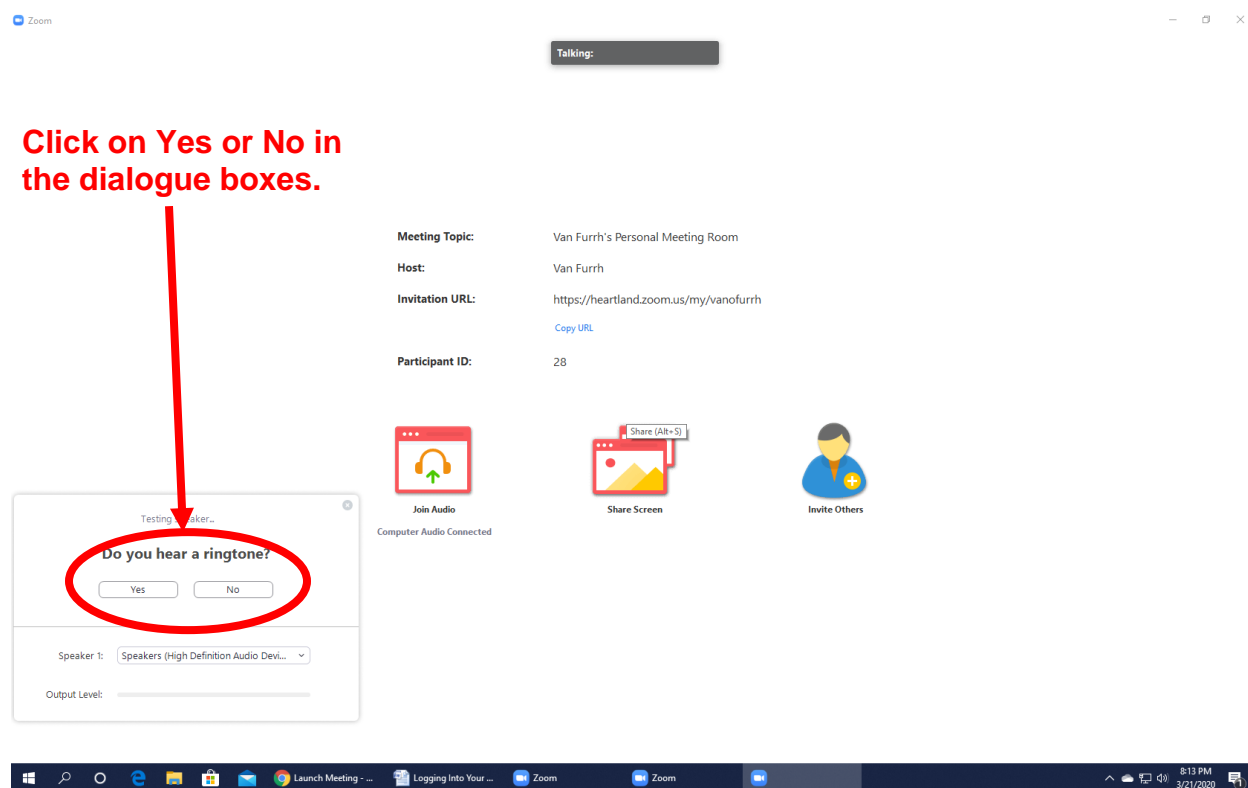 Zoom
Talking:
Click on Yes or No in
the dialogue boxes.
Meeting Topic: Van Furrh's Personal Meeting Room
Host: Van Furrh
Invitation URL: https://heartland.zoom.us/my/vanofurrh
Copy URL
Participant ID: 28
Share (Alt+S)
Join Audio Share Screen Invite Others
Computer Audio Connected
Testing
Do you hear a ringtone?
Yes No
Speaker 1: Speakers (High Definition Audio Devi...
Output Level:
Launch Meeting - ... Logging Into Your ... Zoom Zoom
8:13 PM
3/21/2020
1